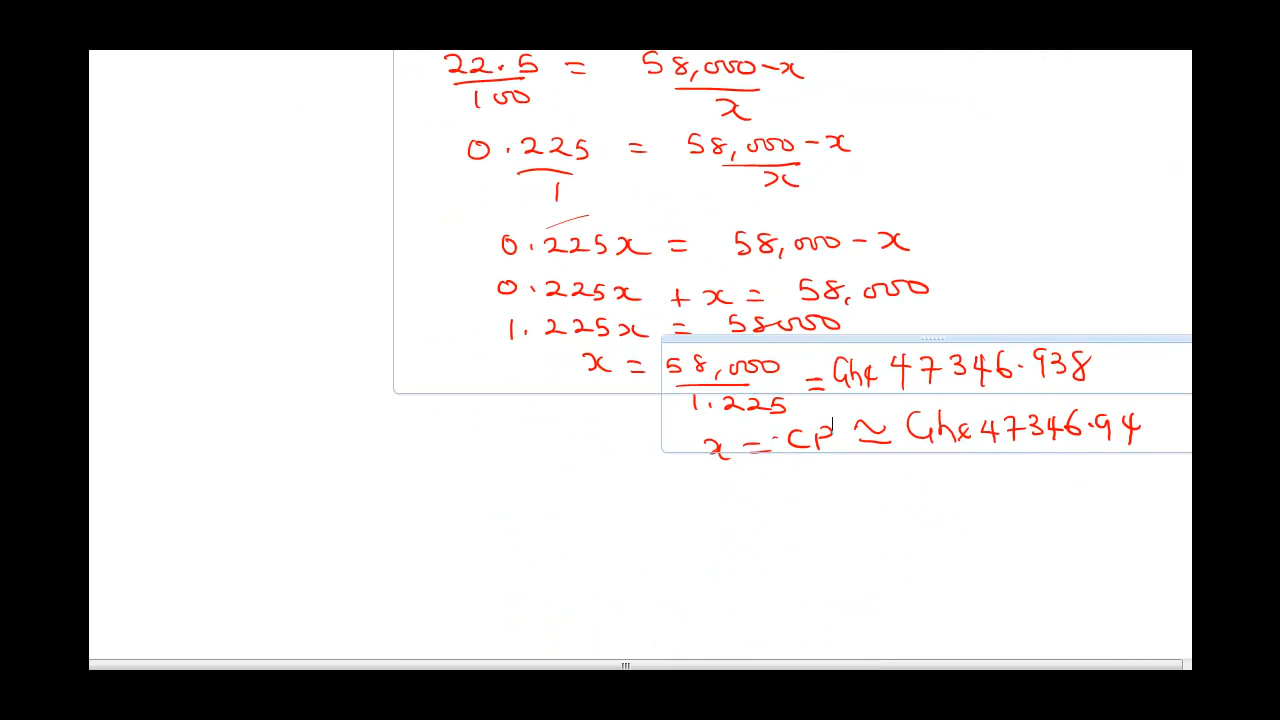 22.5 = 58,000-x
100 x
0.225 = 58,000-x
1 x
0.225x = 58,000-x
0.225x + x = 58,000
1.225x = 58000
x = 58,000 = Gh¢ 47346.938
1.225
x = CP ≃ Gh¢ 47346.94